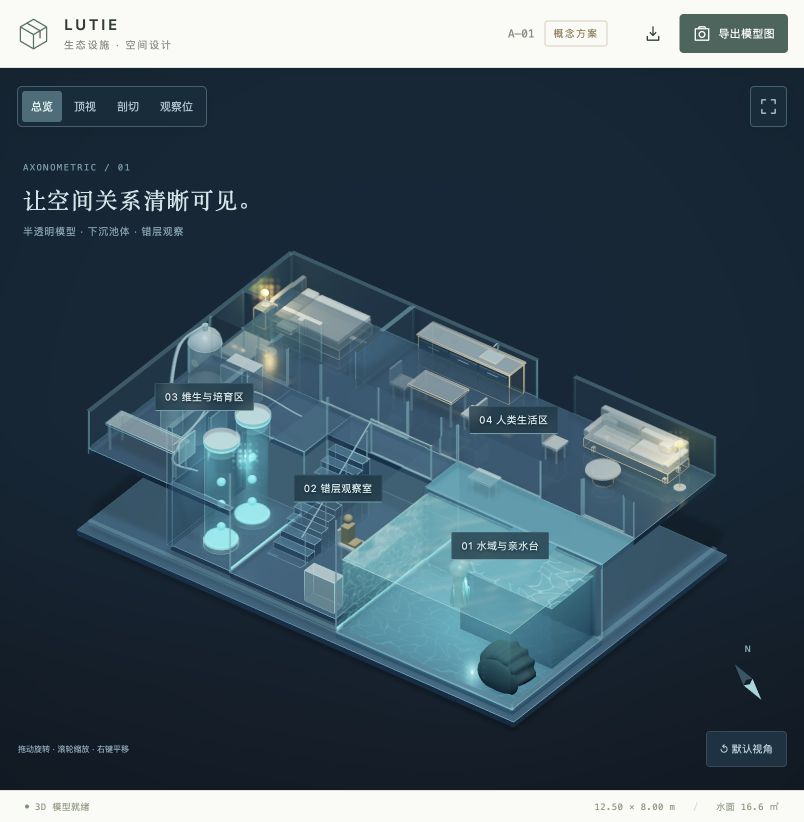 LUTIE
生态设施 · 空间设计
A—01
概念方案
导出模型图
总览
顶视
剖切
观察位
AXONOMETRIC / 01
让空间关系清晰可见。
半透明模型 · 下沉池体 · 错层观察
03 维生与培育区
04 人类生活区
02 错层观察室
01 水域与亲水台
N
拖动旋转 · 滚轮缩放 · 右键平移
默认视角
3D 模型就绪
12.50 × 8.00 m / 水面 16.6 ㎡